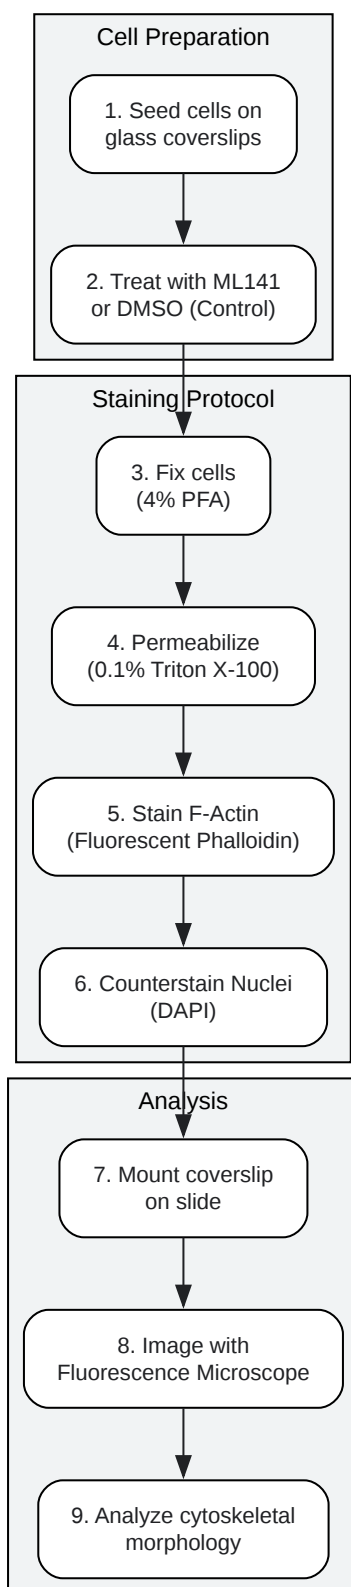 Cell Preparation
1. Seed cells on
glass coverslips
2. Treat with ML141
or DMSO (Control)
Staining Protocol
3. Fix cells
(4% PFA)
4. Permeabilize
(0.1% Triton X-100)
5. Stain F-Actin
(Fluorescent Phalloidin)
6. Counterstain Nuclei
(DAPI)
Analysis
7. Mount coverslip
on slide
8. Image with
Fluorescence Microscope
9. Analyze cytoskeletal
morphology